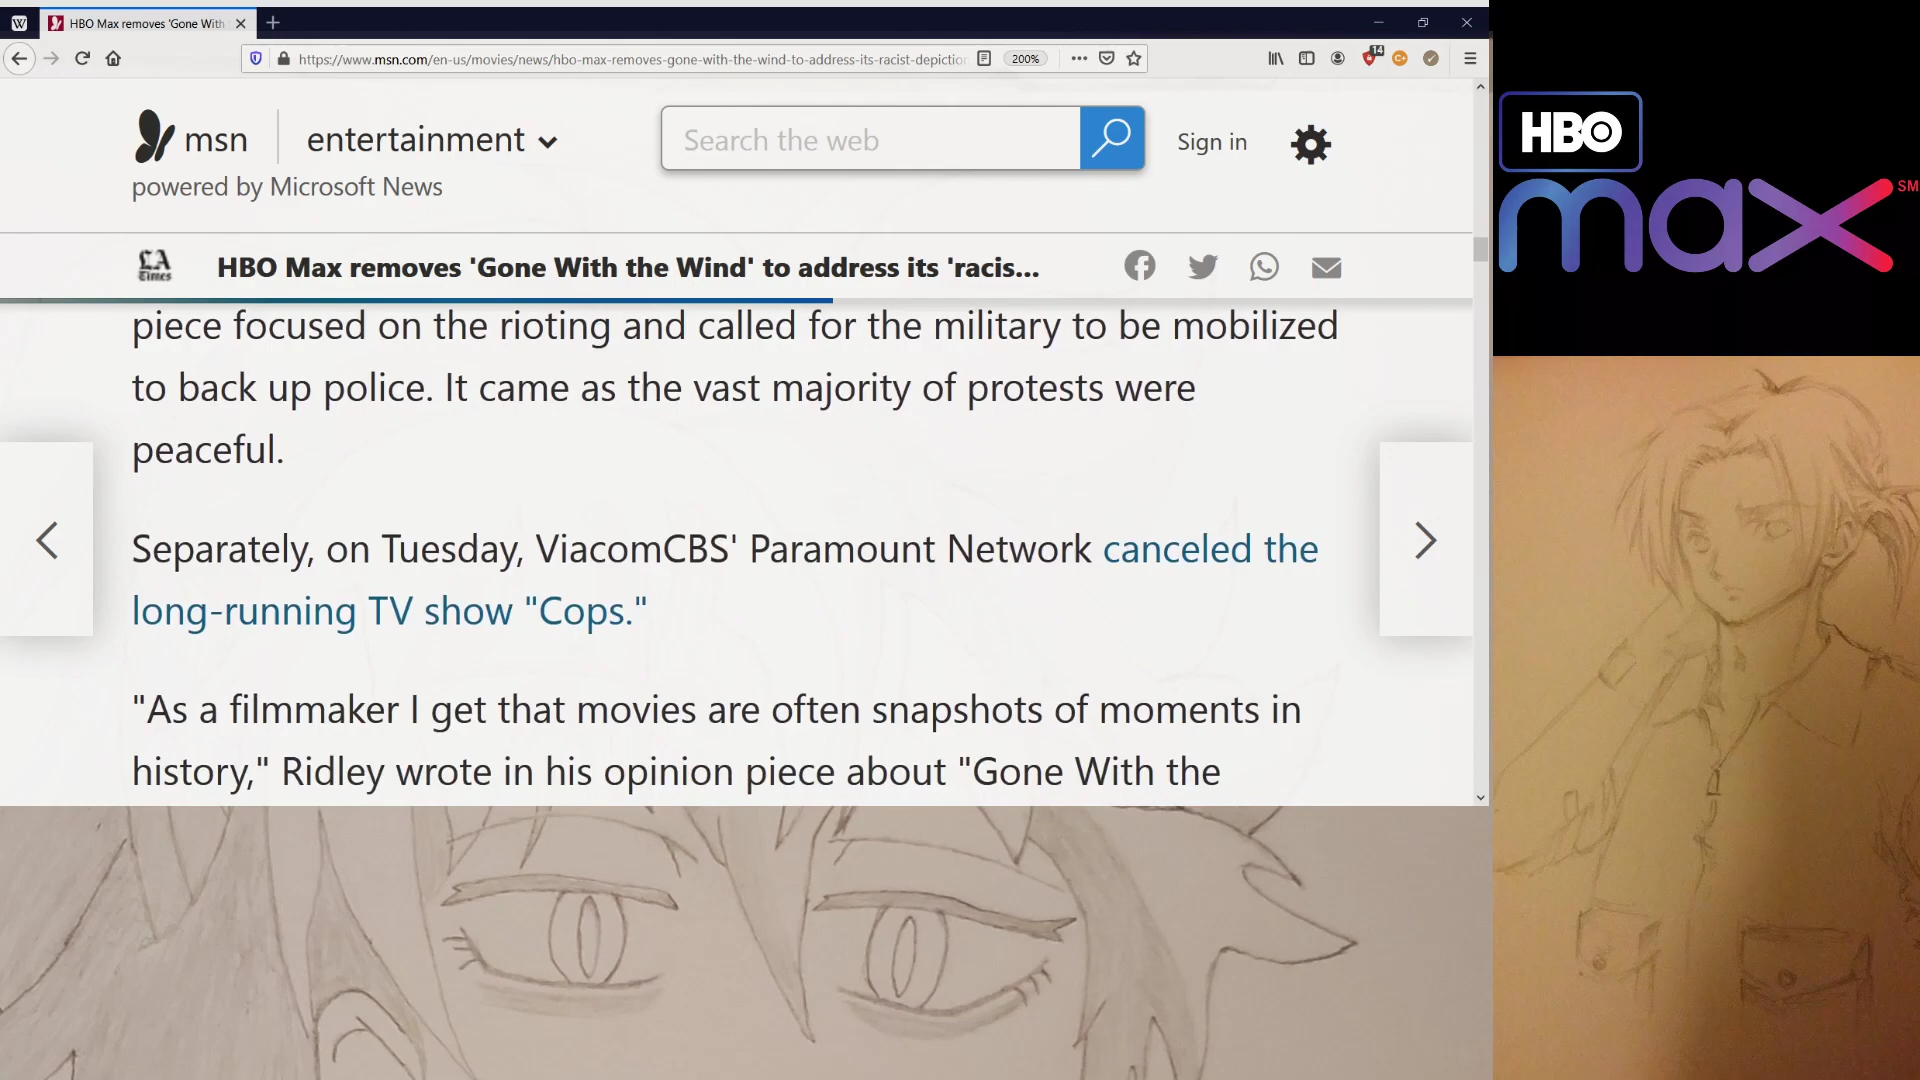 HBO Max removes 'Gone With
https://www.msn.com/en-us/movies/news/hbo-max-removes-gone-with-the-wind-to-address-its-racist-depictior
200%
14
msn
entertainment
Search the web
Sign in
powered by Microsoft News
LA Times
HBO Max removes 'Gone With the Wind' to address its 'racis...
piece focused on the rioting and called for the military to be mobilized
to back up police. It came as the vast majority of protests were
peaceful.
Separately, on Tuesday, ViacomCBS' Paramount Network canceled the
long-running TV show "Cops."
"As a filmmaker I get that movies are often snapshots of moments in
history," Ridley wrote in his opinion piece about "Gone With the
HBO
max SM